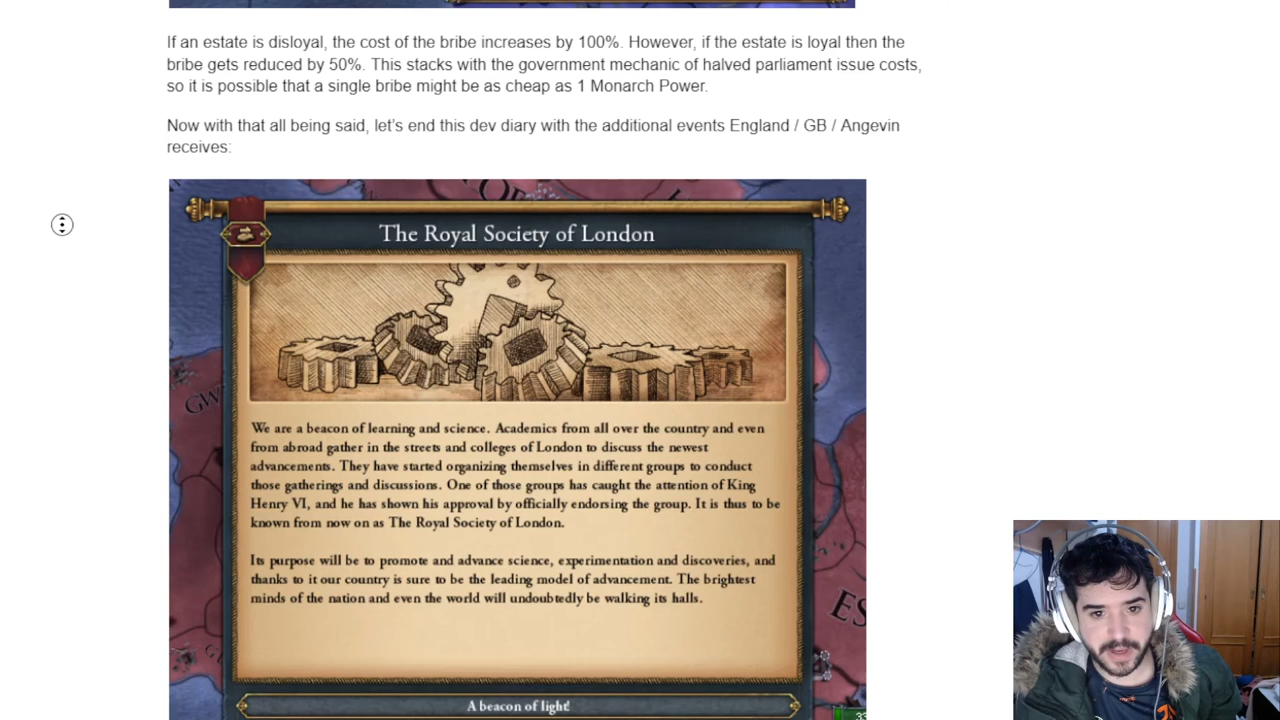 If an estate is disloyal, the cost of the bribe increases by 100%. However, if the estate is loyal then the
bribe gets reduced by 50%. This stacks with the government mechanic of halved parliament issue costs,
so it is possible that a single bribe might be as cheap as 1 Monarch Power.
Now with that all being said, let’s end this dev diary with the additional events England / GB / Angevin
receives:
The Royal Society of London
GW
We are a beacon of learning and science. Academics from all over the country and even
from abroad gather in the streets and colleges of London to discuss the newest
advancements. They have started organizing themselves in different groups to conduct
those gatherings and discussions. One of those groups has caught the attention of King
Henry VI, and he has shown his approval by officially endorsing the group. It is thus to be
known from now on as The Royal Society of London.
Its purpose will be to promote and advance science, experimentation and discoveries, and
thanks to it our country is sure to be the leading model of advancement. The brightest
minds of the nation and even the world will undoubtedly be walking its halls.
ES
A beacon of light!